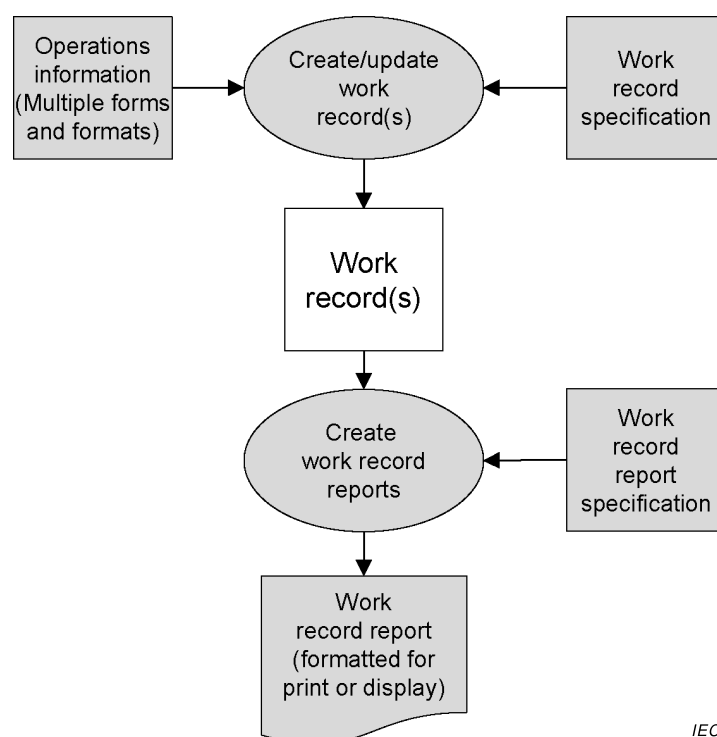 Operations
information
(Multiple forms
and formats)
Create/update
work
record(s)
Work
record
specification
Work
record(s)
Create
work record
reports
Work
record
report
specification
Work
record report
(formatted for
print or display)
IEC